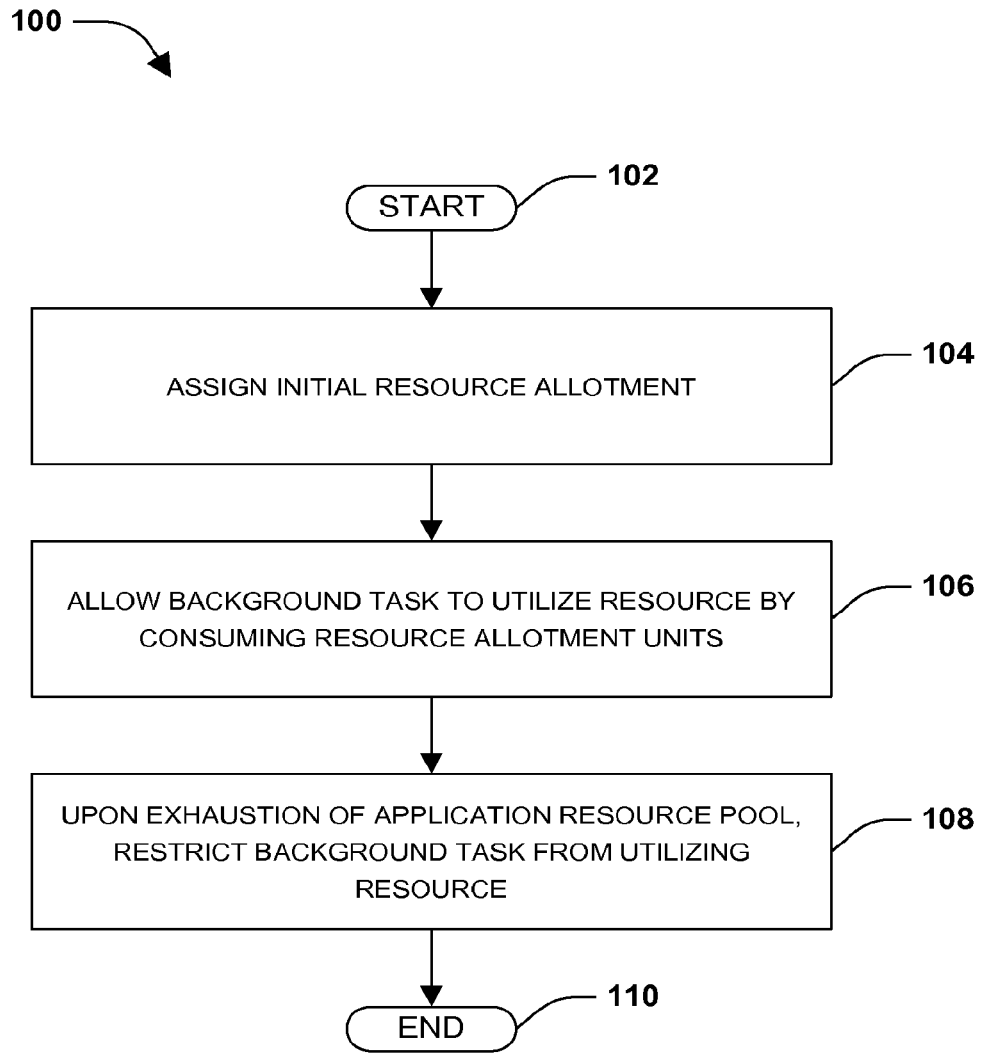 100
102
START
104
ASSIGN INITIAL RESOURCE ALLOTMENT
106
ALLOW BACKGROUND TASK TO UTILIZE RESOURCE BY
CONSUMING RESOURCE ALLOTMENT UNITS
108
UPON EXHAUSTION OF APPLICATION RESOURCE POOL,
RESTRICT BACKGROUND TASK FROM UTILIZING
RESOURCE
110
END